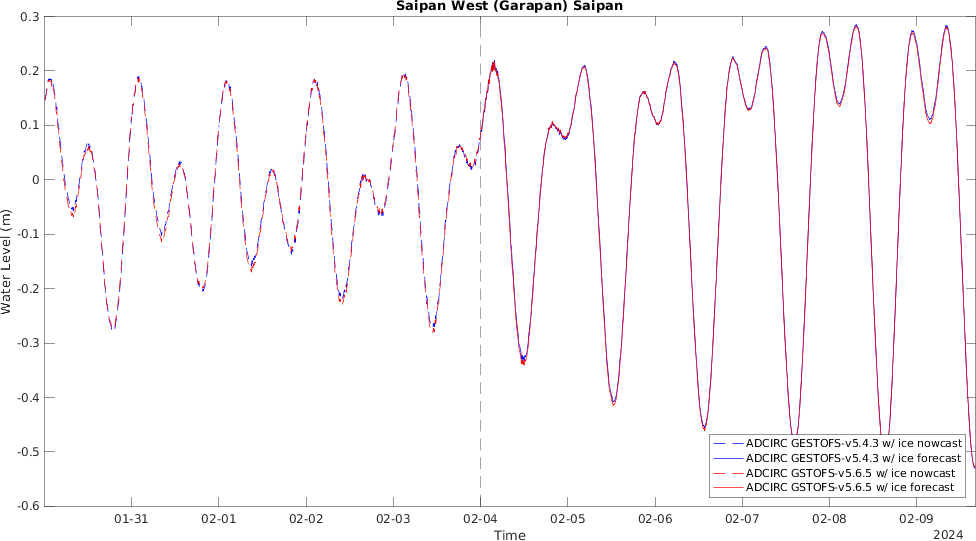 Saipan West (Garapan) Saipan
0.3
0.2
0.1
0
-0.1
-0.2
-0.3
-0.4
-0.5
-0.6
Water Level (m)
ADCIRC GESTOFS-v5.4.3 w/ ice nowcast
ADCIRC GESTOFS-v5.4.3 w/ ice forecast
ADCIRC GSTOFS-v5.6.5 w/ ice nowcast
ADCIRC GSTOFS-v5.6.5 w/ ice forecast
01-31 02-01 02-02 02-03 02-04 02-05 02-06 02-07 02-08 02-09
Time
2024